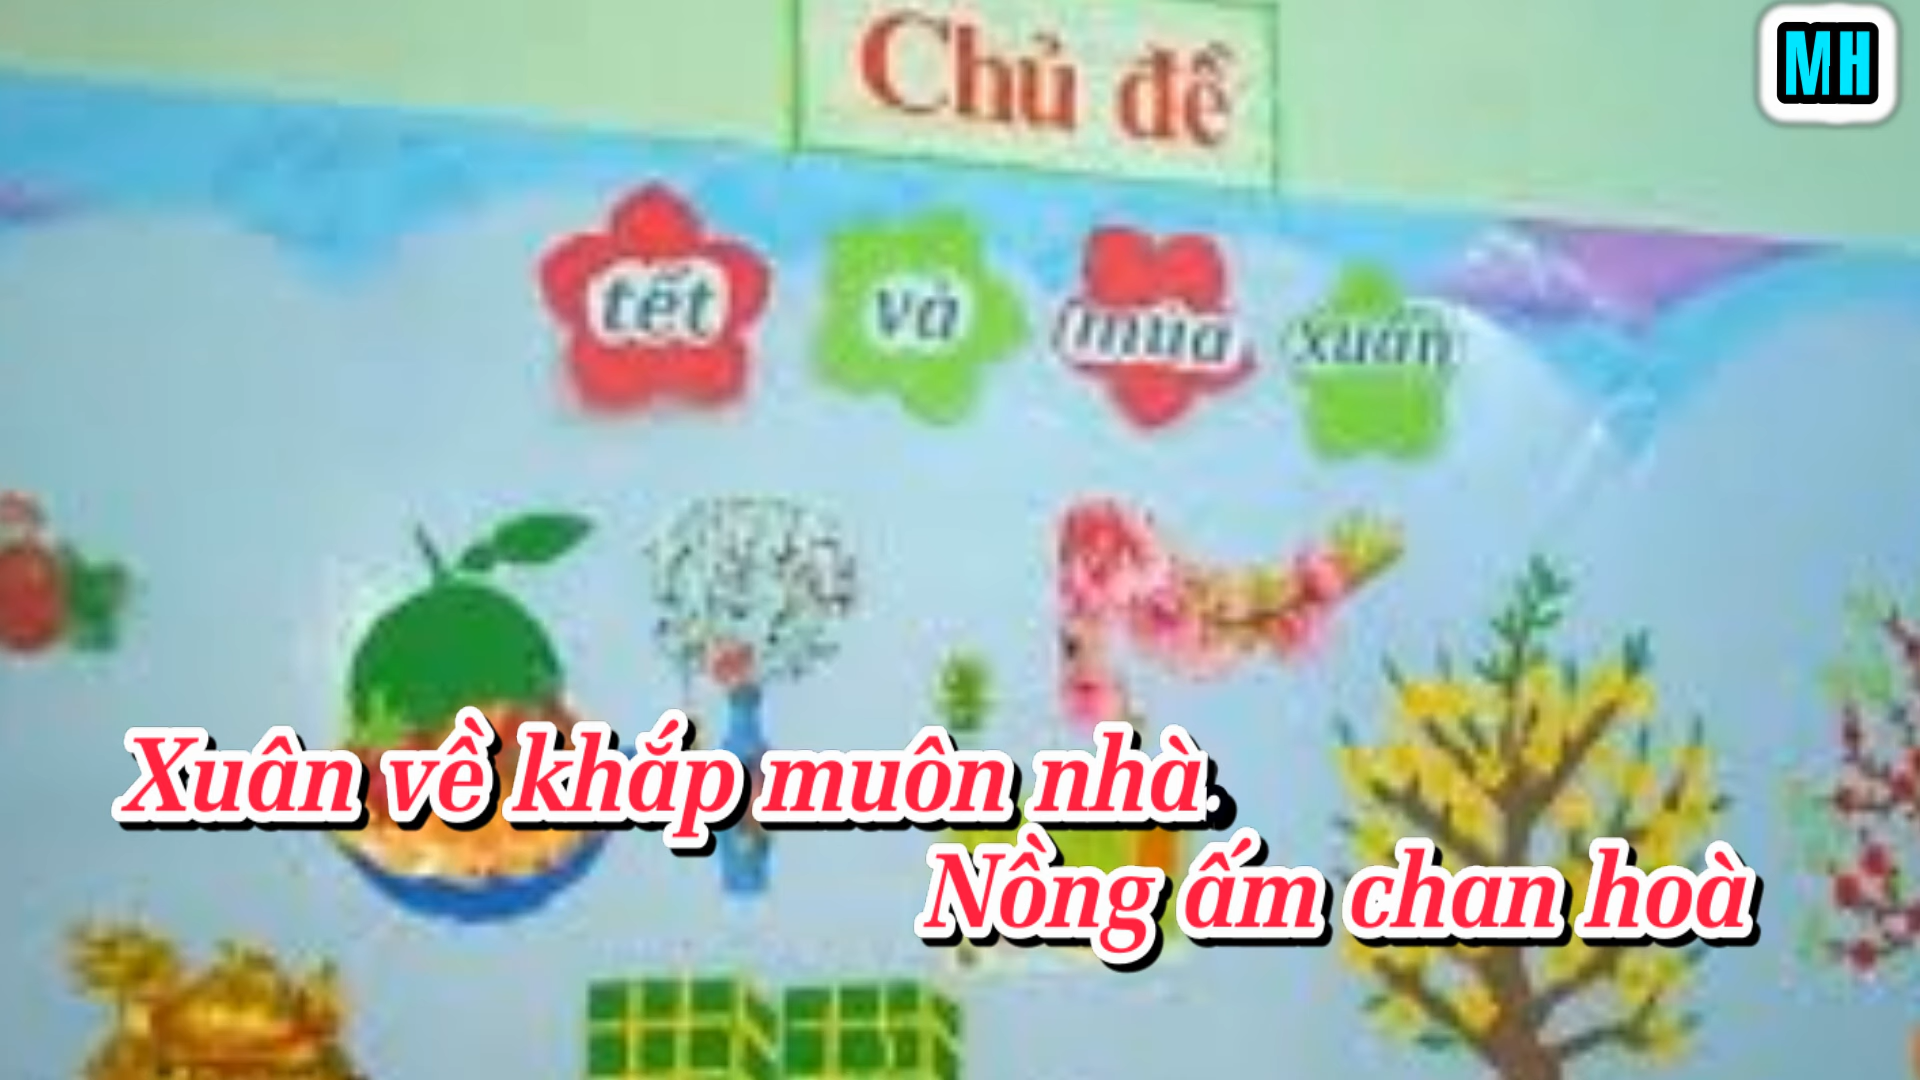 Chủ đề
MH
tết và mùa xuân
Xuân về khắp muôn nhà.
Nồng ấm chan hoà